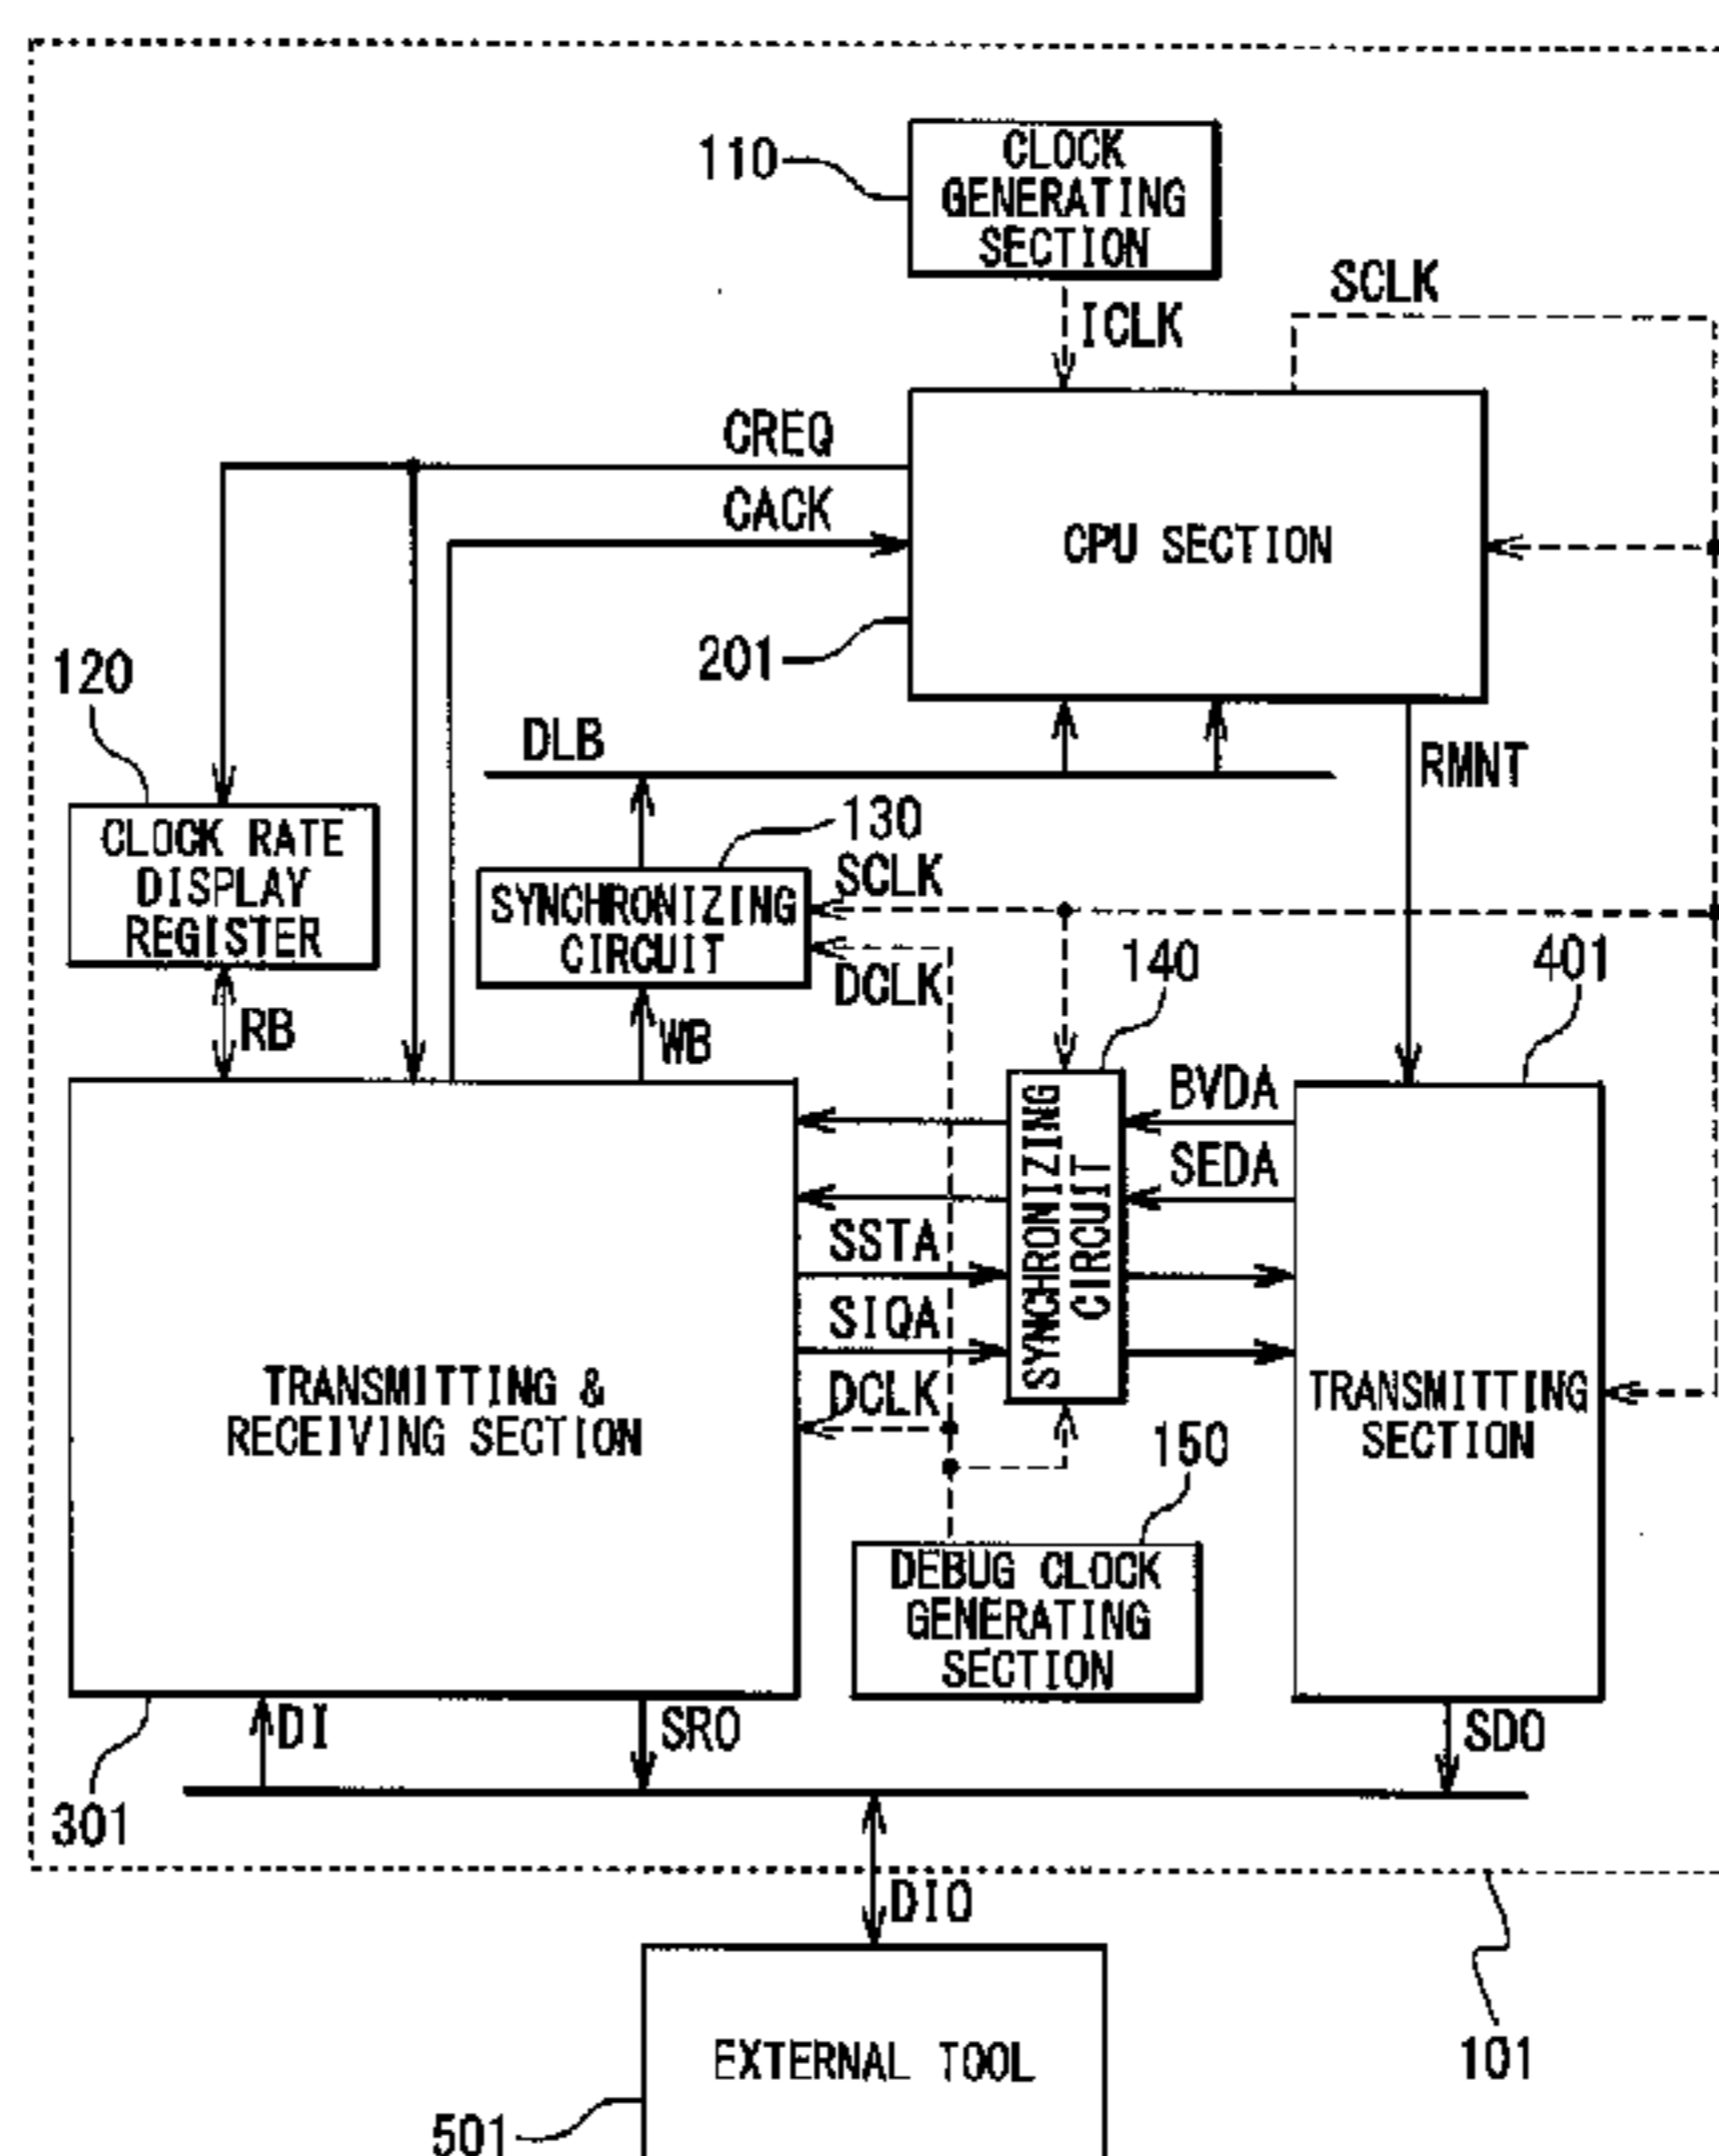 110
CLOCK
GENERATING
SECTION
SCLK
ICLK
CREQ
CACK
CPU SECTION
201
120
DLB
RMNT
CLOCK RATE
DISPLAY
REGISTER
130
SCLK
SYNCHRONIZING
CIRCUIT
DCLK
140
401
RB
WB
BVDA
SEDA
SYNCHRONIZING
CIRCUIT
SSTA
SIQA
DCLK
TRANSMITTING &
RECEIVING SECTION
TRANSMITTING
SECTION
150
DEBUG CLOCK
GENERATING
SECTION
DI
SRO
SDO
301
DIO
101
EXTERNAL TOOL
501